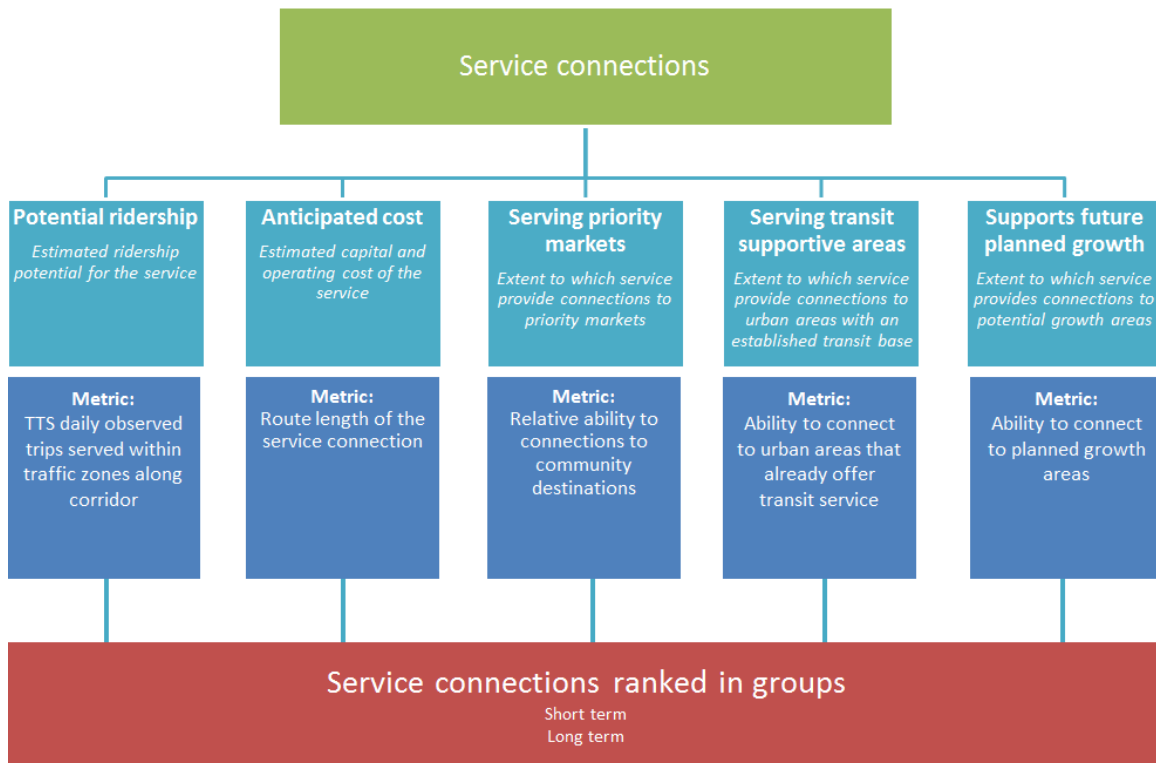 Service connections
Potential ridership
Estimated ridership
potential for the service
Anticipated cost
Estimated capital and
operating cost of the
service
Serving priority
markets
Extent to which service
provide connections to
priority markets
Serving transit
supportive areas
Extent to which service
provide connections to
urban areas with an
established transit base
Supports future
planned growth
Extent to which service
provides connections to
potential growth areas
Metric:
TTS daily observed
trips served within
traffic zones along
corridor
Metric:
Route length of the
service connection
Metric:
Relative ability to
connections to
community
destinations
Metric:
Ability to connect
to urban areas that
already offer
transit service
Metric:
Ability to connect
to planned growth
areas
Service connections ranked in groups
Short term
Long term